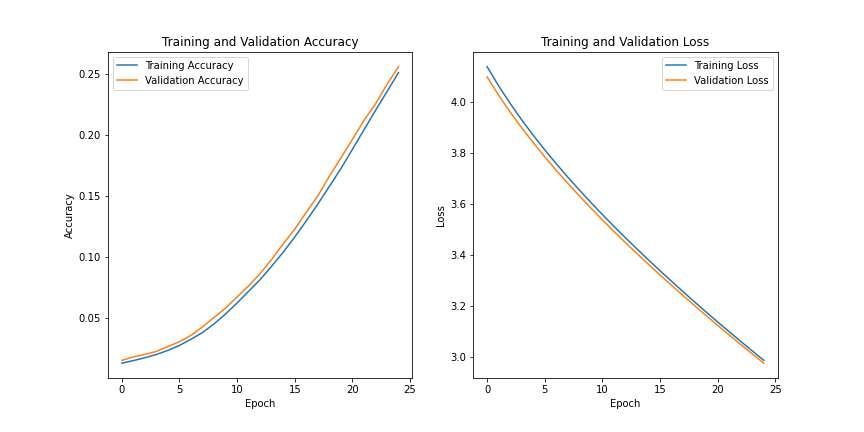 Training and Validation Accuracy
Training Accuracy
Validation Accuracy
0.25
0.20
0.15
0.10
0.05
Accuracy
0 5 10 15 20 25
Epoch
Training and Validation Loss
Training Loss
Validation Loss
4.0
3.8
3.6
3.4
3.2
3.0
Loss
0 5 10 15 20 25
Epoch